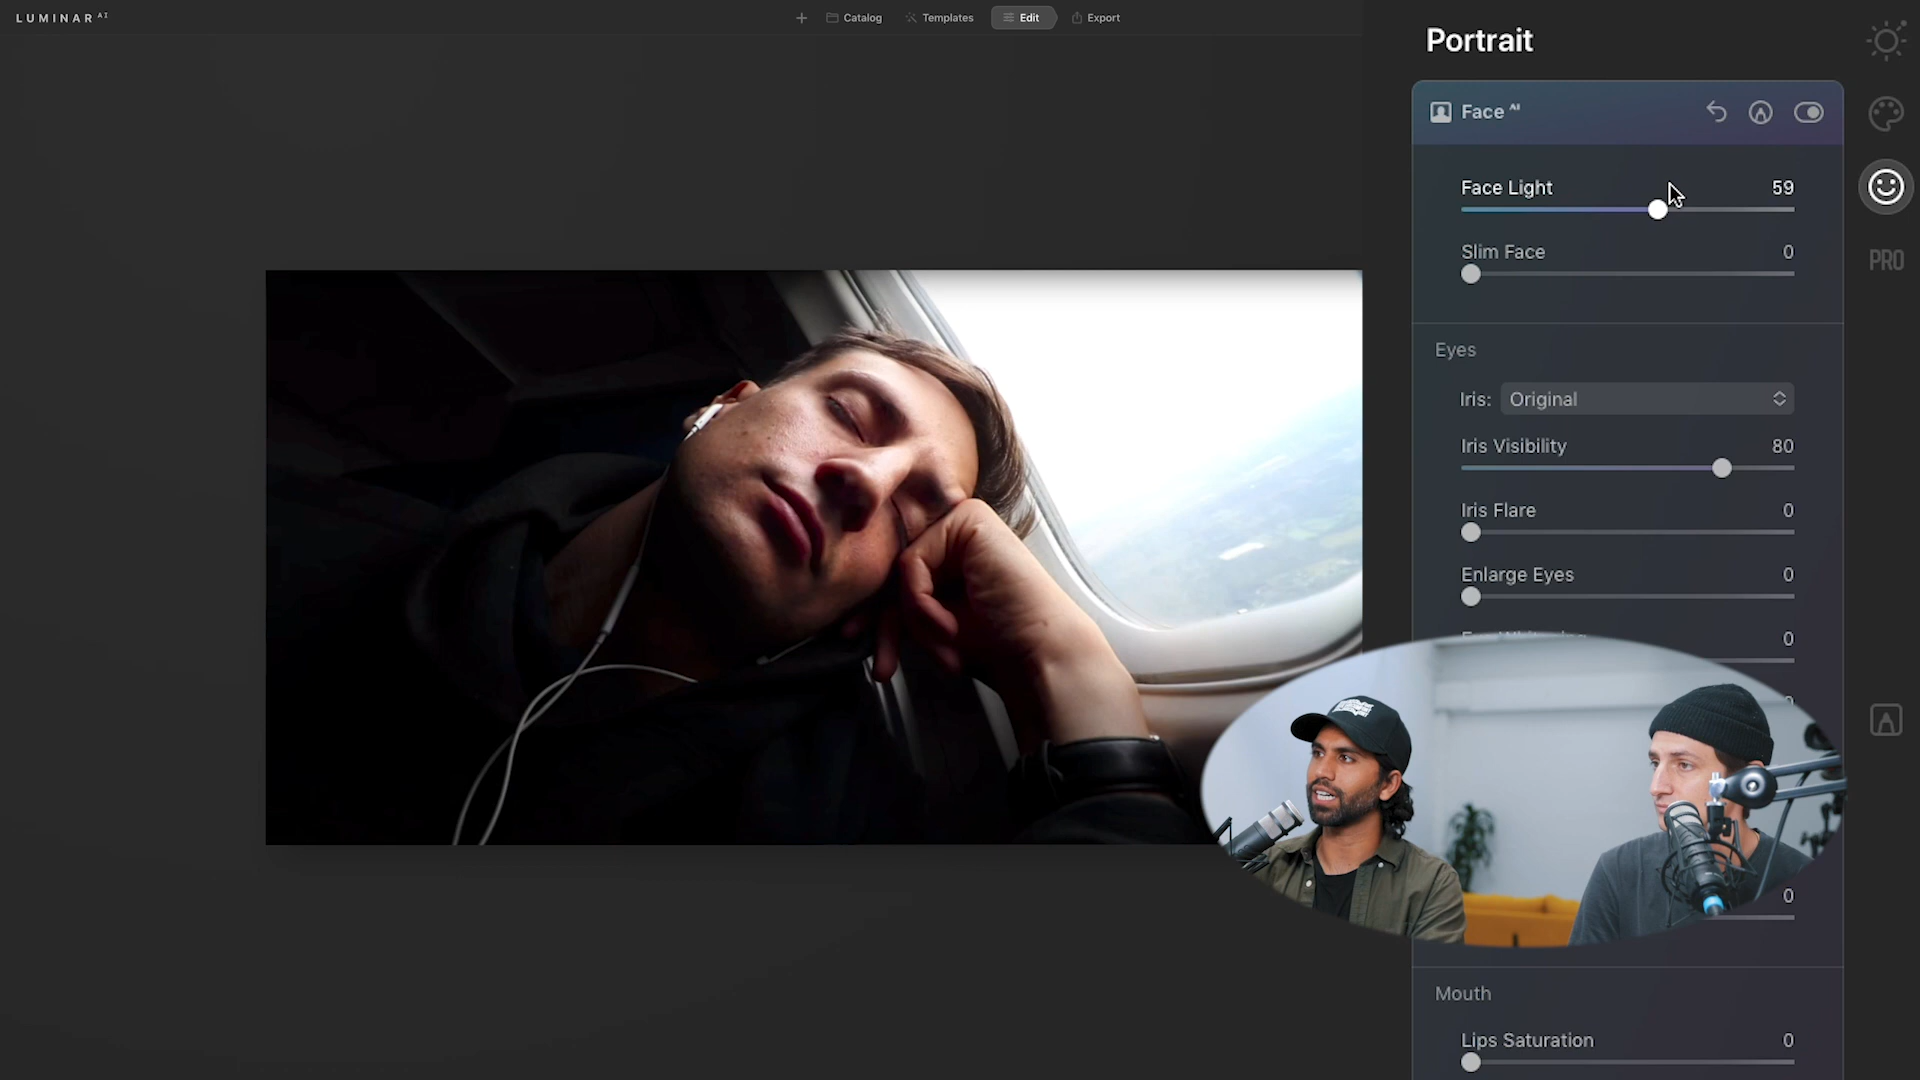 LUMINAR AI
+ Catalog Templates Edit Export
Portrait
Face AI
Face Light 59
Slim Face 0
Eyes
Iris: Original
Iris Visibility 80
Iris Flare 0
Enlarge Eyes 0
0
0
Mouth
Lips Saturation 0
PRO